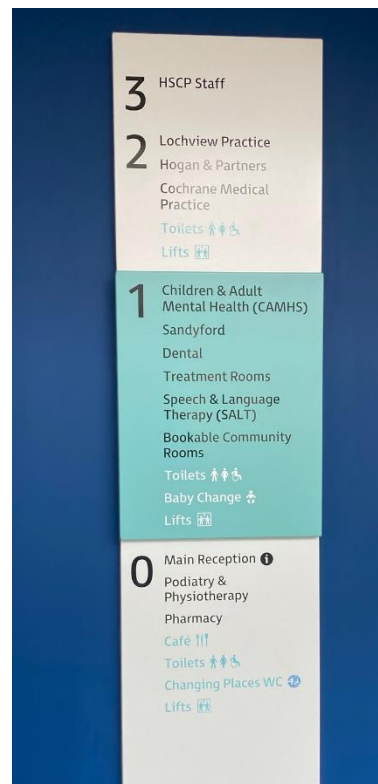 3
HSCP Staff
2
Lochview Practice
Hogan & Partners
Cochrane Medical
Practice
Toilets
Lifts
1
Children & Adult
Mental Health (CAMHS)
Sandyford
Dental
Treatment Rooms
Speech & Language
Therapy (SALT)
Bookable Community
Rooms
Toilets
Baby Change
Lifts
0
Main Reception
Podiatry &
Physiotherapy
Pharmacy
Café
Toilets
Changing Places WC
Lifts